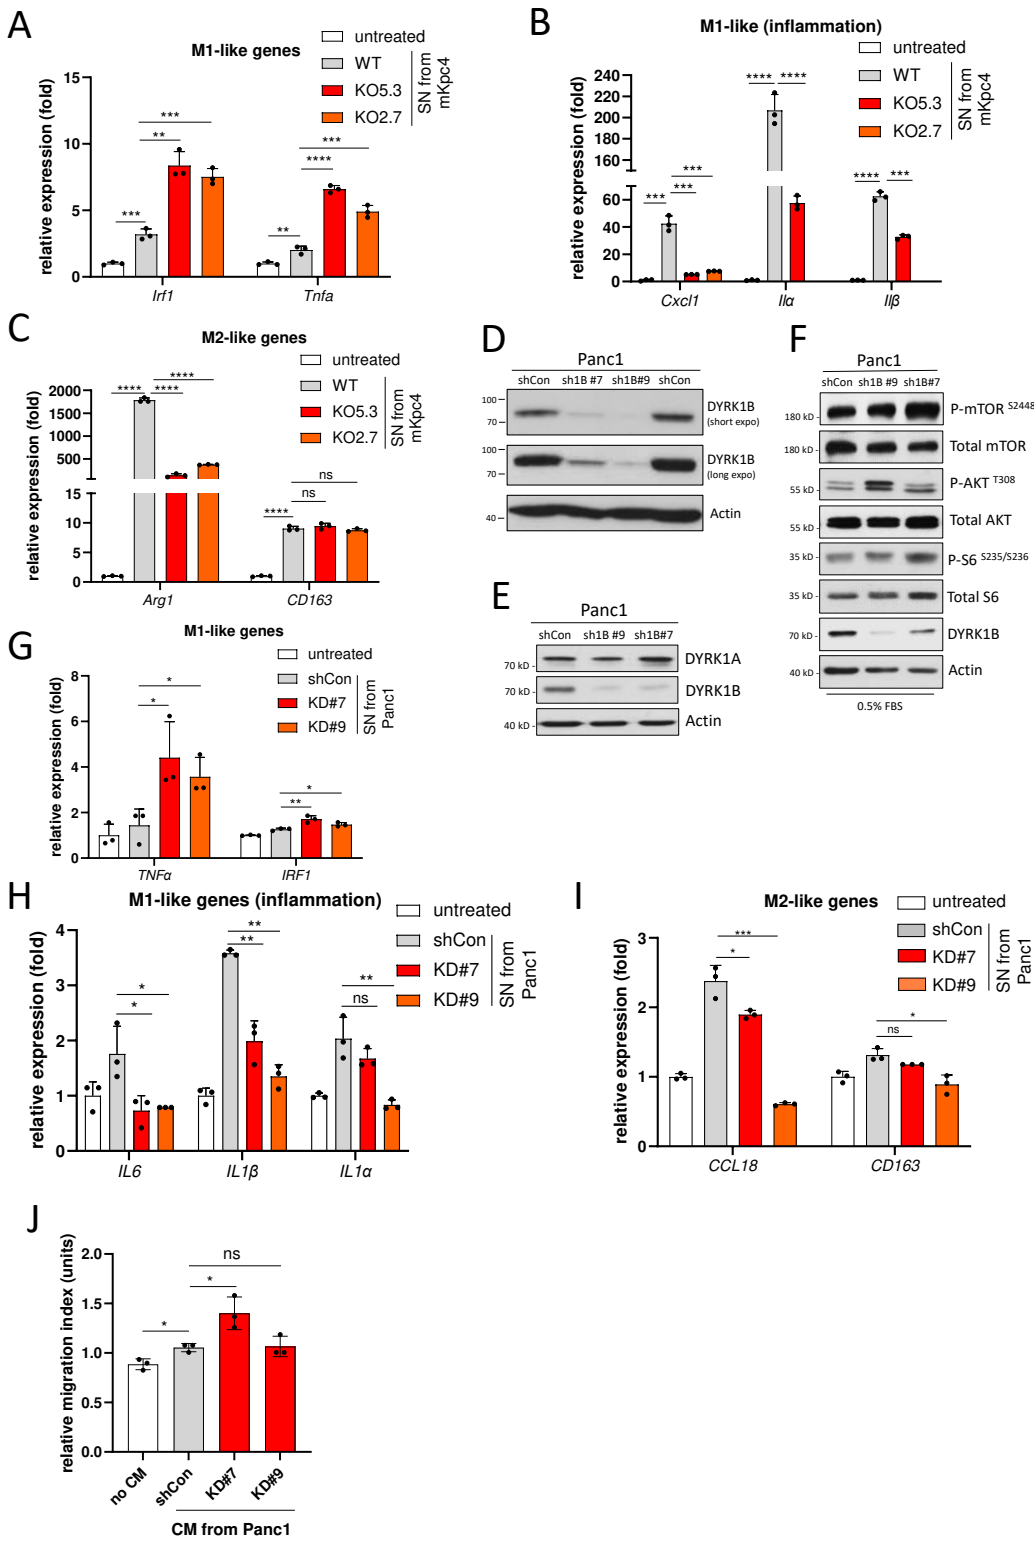 A
M1-like genes
untreated
WT
KO5.3
KO2.7
SN from
mKpc4
relative expression (fold)
15
10
5
0
***
**
***
**
****
***
Irf1
Tnfa
B
M1-like (inflammation)
untreated
WT
KO5.3
KO2.7
SN from
mKpc4
relative expression (fold)
240
220
200
180
160
60
40
20
0
***
***
***
****
****
****
***
Cxcl1
Ilα
Ilβ
C
M2-like genes
untreated
WT
KO5.3
KO2.7
SN from
mKpc4
relative expression (fold)
2000
1500
1000
500
15
10
5
0
****
****
****
****
ns
ns
Arg1
CD163
D
Panc1
shCon
sh1B #7
sh1B#9
shCon
100
70
DYRK1B
(short expo)
100
70
DYRK1B
(long expo)
40
Actin
E
Panc1
shCon
sh1B #9
sh1B#7
70 kD
DYRK1A
70 kD
DYRK1B
40 kD
Actin
F
Panc1
shCon
sh1B #9
sh1B#7
180 kD
P-mTOR S2448
180 kD
Total mTOR
55 kD
P-AKT T308
55 kD
Total AKT
35 kD
P-S6 S235/S236
35 kD
Total S6
70 kD
DYRK1B
40 kD
Actin
0.5% FBS
G
M1-like genes
untreated
shCon
KD#7
KD#9
SN from
Panc1
relative expression (fold)
8
6
4
2
0
*
*
**
*
TNFα
IRF1
H
M1-like genes (inflammation)
untreated
shCon
KD#7
KD#9
SN from
Panc1
relative expression (fold)
4
3
2
1
0
*
*
**
**
ns
**
IL6
IL1β
IL1α
I
M2-like genes
untreated
shCon
KD#7
KD#9
SN from
Panc1
relative expression (fold)
3
2
1
0
*
***
ns
*
CCL18
CD163
J
relative migration index (units)
2.0
1.5
1.0
0.5
0.0
*
*
ns
no CM
shCon
KD#7
KD#9
CM from Panc1